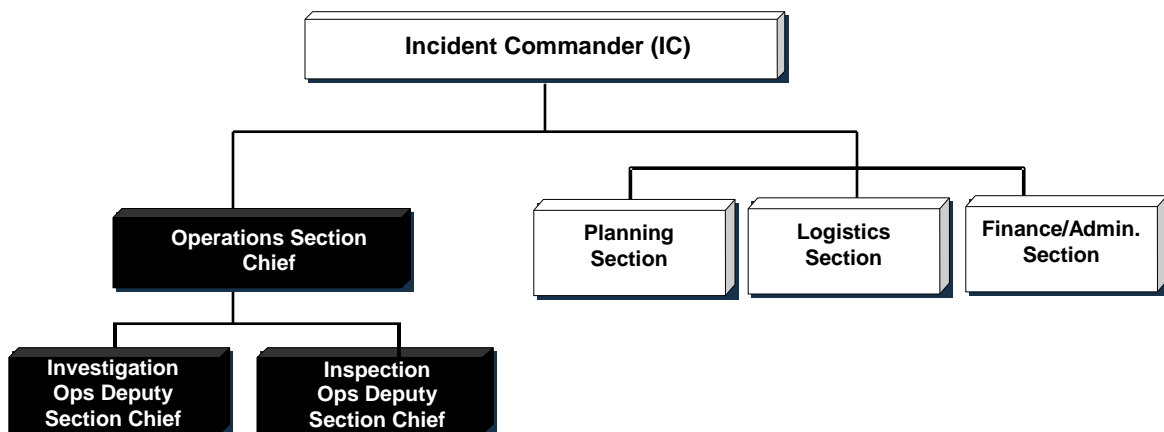 Incident Commander (IC)
Operations Section
Chief
Planning
Section
Logistics
Section
Finance/Admin.
Section
Investigation
Ops Deputy
Section Chief
Inspection
Ops Deputy
Section Chief